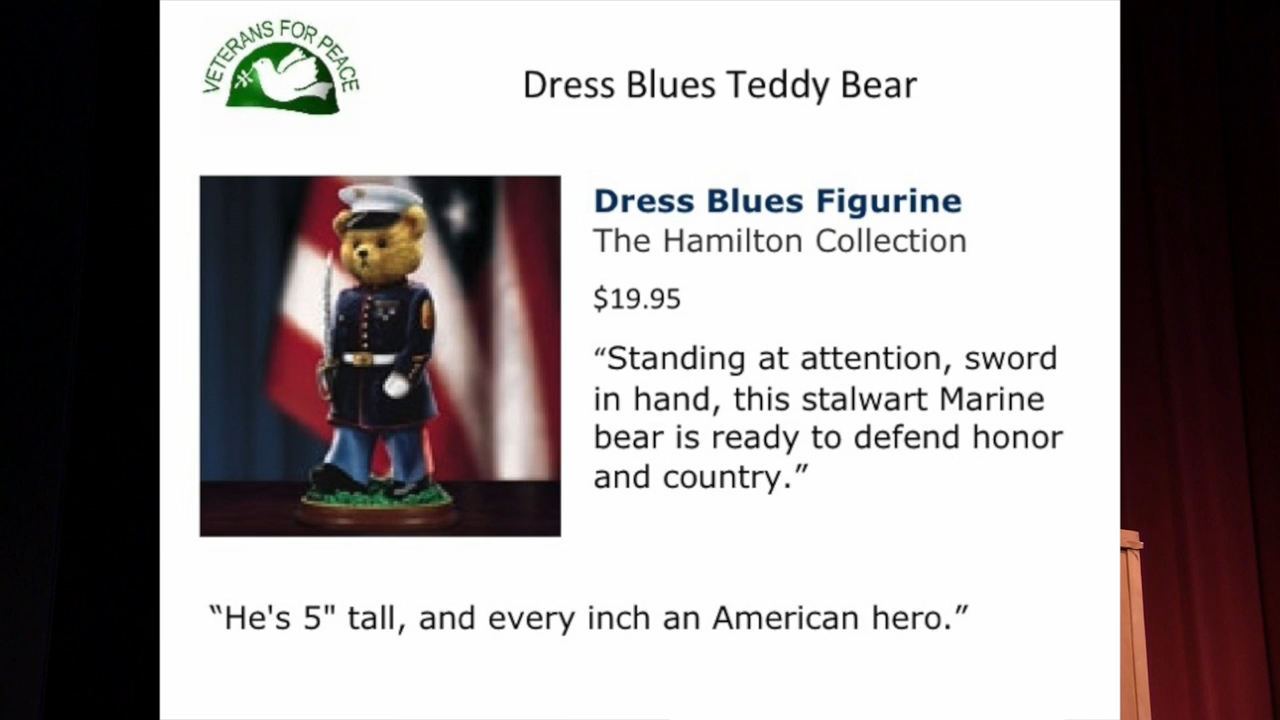 VETERANS FOR PEACE
Dress Blues Teddy Bear
Dress Blues Figurine
The Hamilton Collection
$19.95
“Standing at attention, sword
in hand, this stalwart Marine
bear is ready to defend honor
and country.”
“He's 5" tall, and every inch an American hero.”